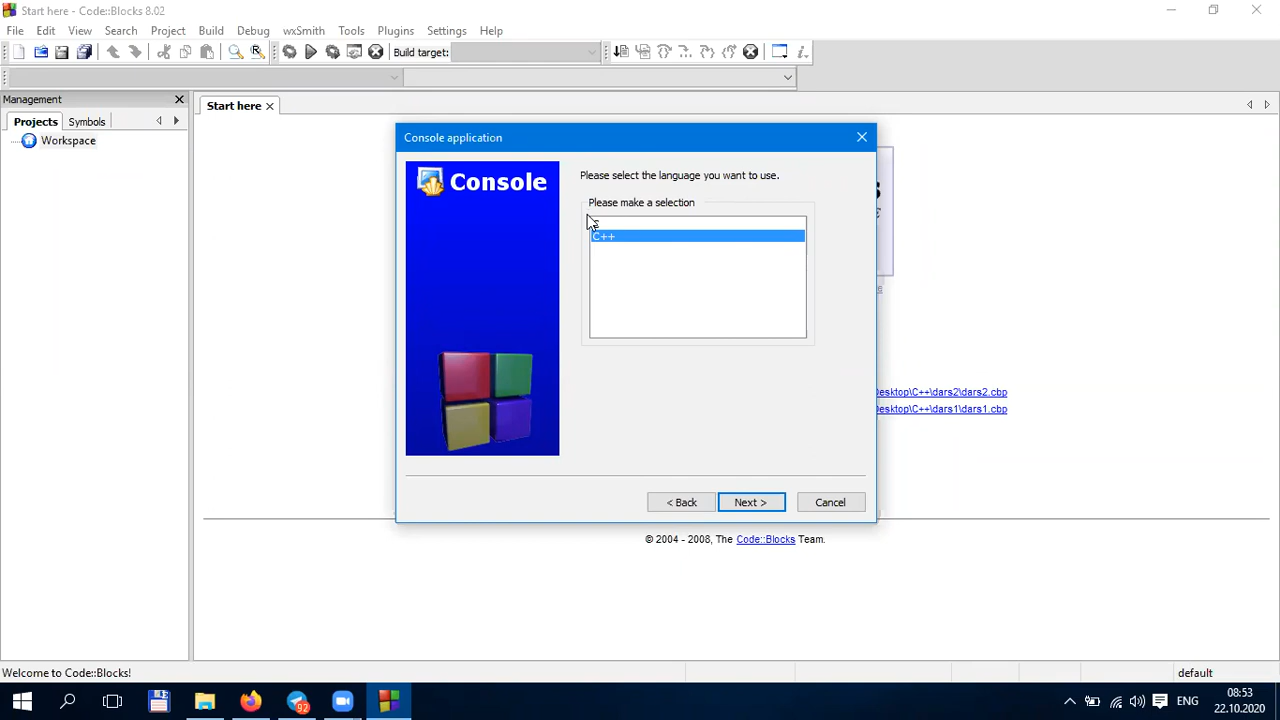 Start here - Code::Blocks 8.02
File Edit View Search Project Build Debug wxSmith Tools Plugins Settings Help
Build target:
Management
Projects Symbols
Workspace
Start here
Console application
Console
Please select the language you want to use.
Please make a selection
C++
esktop\C++\dars2\dars2.cbp
Desktop\C++\dars1\dars1.cbp
< Back Next > Cancel
© 2004 - 2008, The Code::Blocks Team.
Welcome to Code::Blocks!
default
92
ENG
08:53
22.10.2020